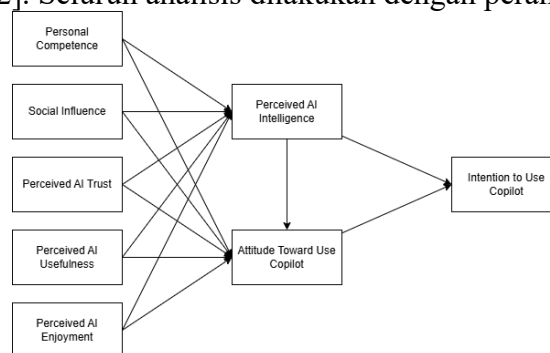 2]. Seluruh analisis dilakukan dengan
Personal
Competence
Social Influence
Perceived AI Trust
Perceived AI
Usefulness
Perceived AI
Enjoyment
Perceived AI
Intelligence
Attitude Toward Use
Copilot
Intention to Use
Copilot